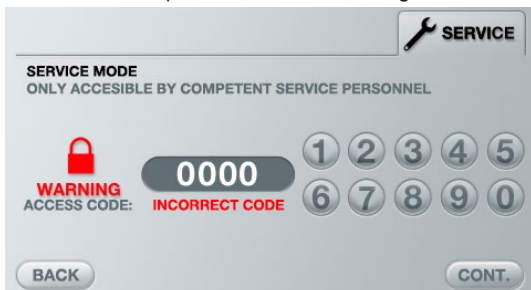 SERVICE
SERVICE MODE
ONLY ACCESIBLE BY COMPETENT SERVICE PERSONNEL
1 2 3 4 5
0000
WARNING
ACCESS CODE: INCORRECT CODE
6 7 8 9 0
BACK CONT.